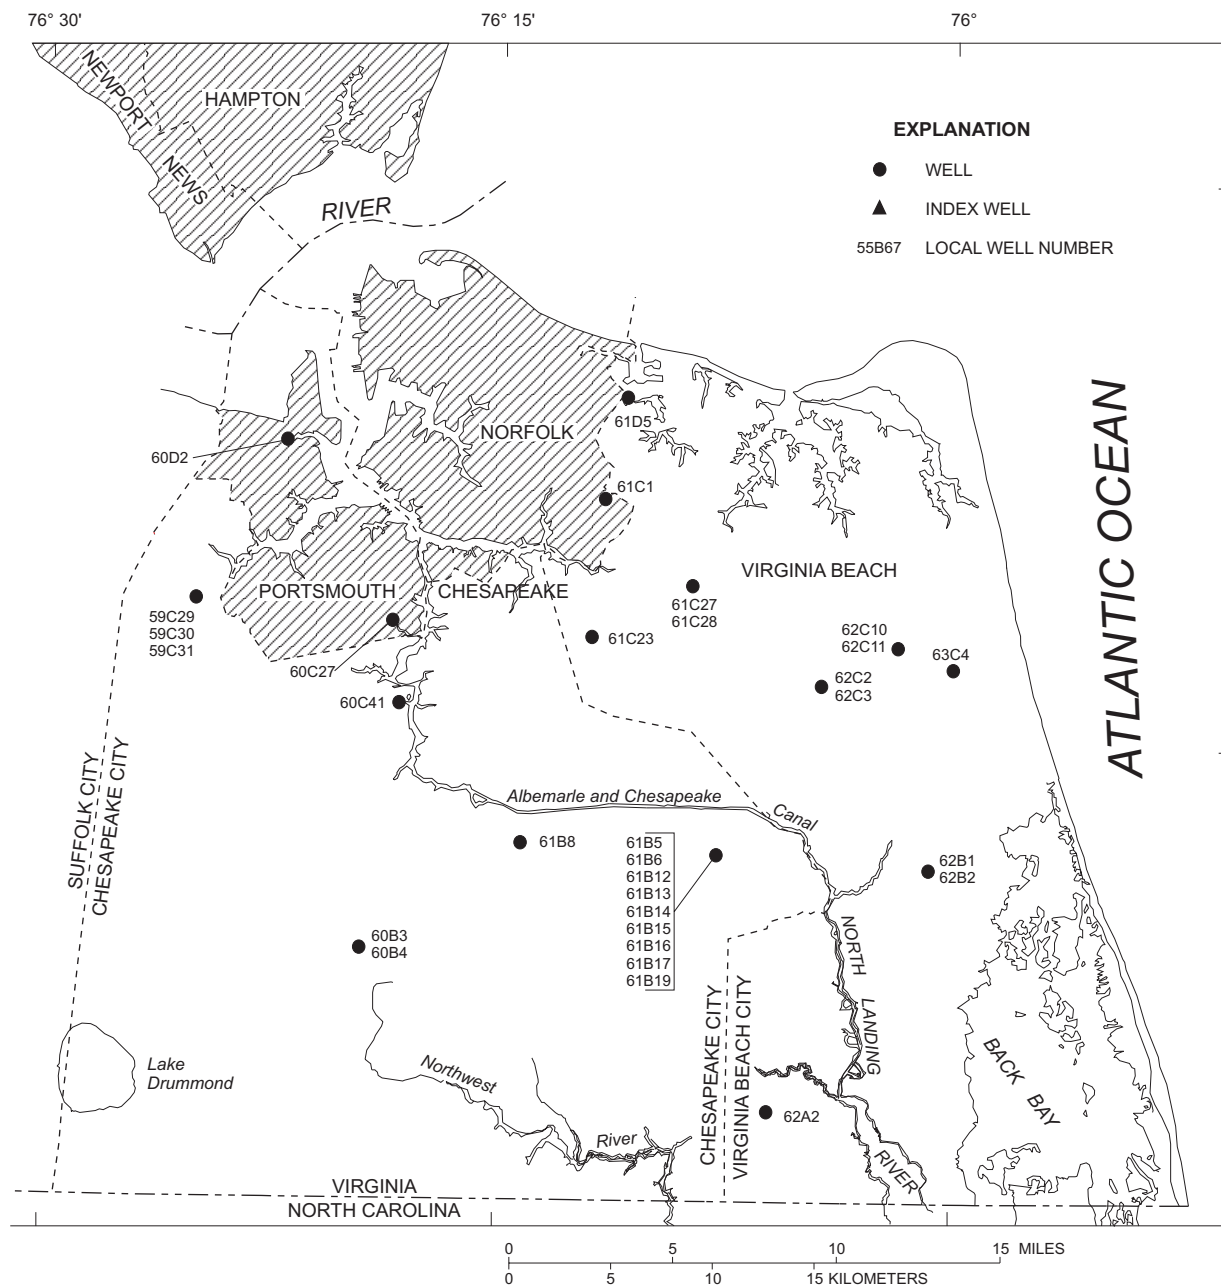 76° 30'
76° 15'
76°
NEWPORT
NEWS
HAMPTON
EXPLANATION
WELL
INDEX WELL
55B67 LOCAL WELL NUMBER
RIVER
NORFOLK
61D5
60D2
61C1
ATLANTIC OCEAN
VIRGINIA BEACH
PORTSMOUTH
CHESAPEAKE
59C29
59C30
59C31
61C27
61C28
61C23
62C10
62C11
63C4
60C27
62C2
62C3
60C41
SUFFOLK CITY
CHESAPEAKE CITY
Albemarle and Chesapeake
Canal
61B8
61B5
61B6
61B12
61B13
61B14
61B15
61B16
61B17
61B19
62B1
62B2
60B3
60B4
NORTH
LANDING
RIVER
CHESAPEAKE CITY
VIRGINIA BEACH CITY
BACK BAY
Lake
Drummond
Northwest
River
62A2
VIRGINIA
NORTH CAROLINA
0 5 10 15 MILES
0 5 10 15 KILOMETERS